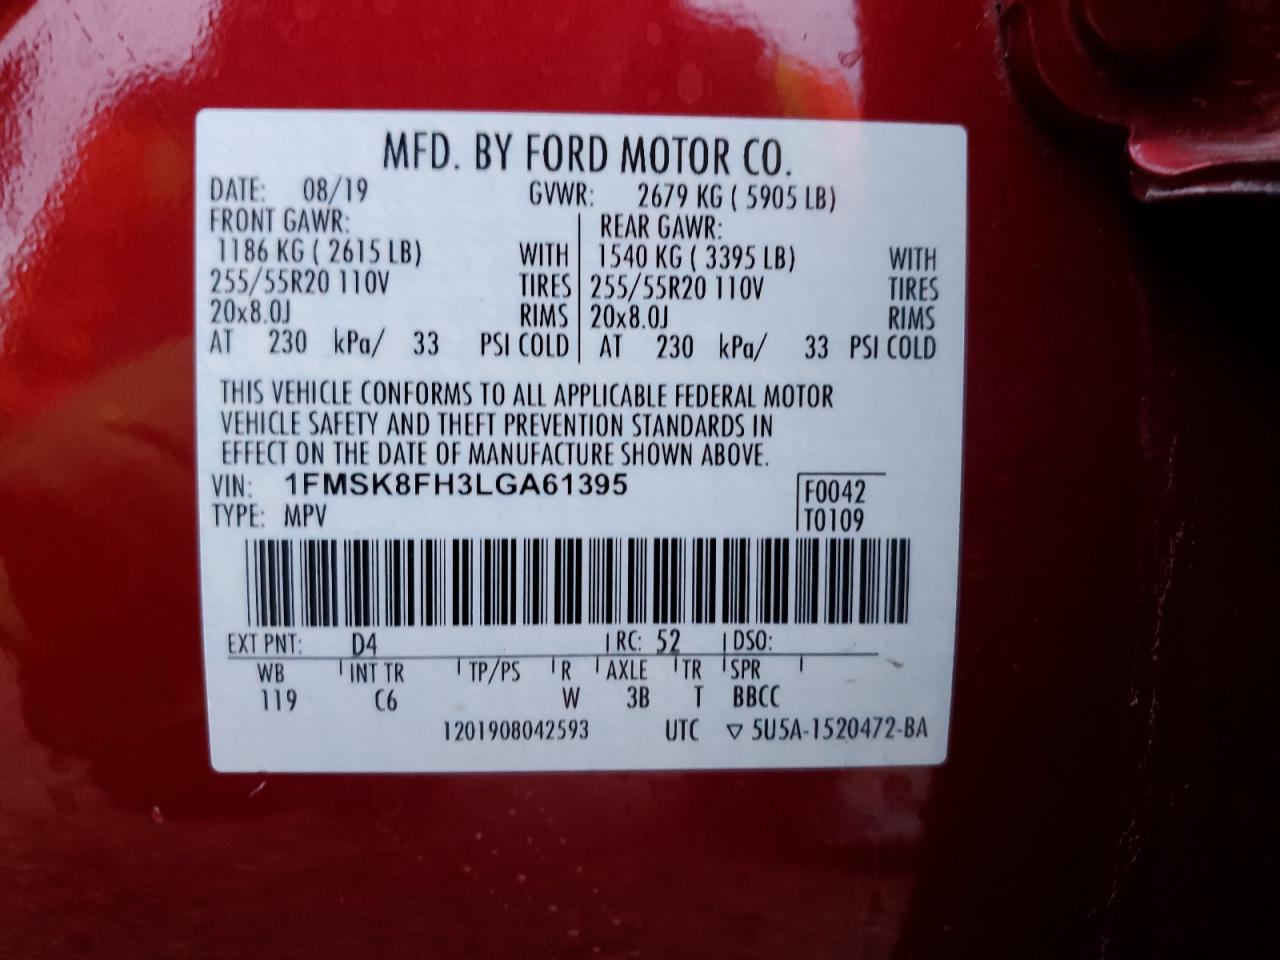 MFD. BY FORD MOTOR CO.
DATE: 08/19 GVWR: 2679 KG ( 5905 LB)
FRONT GAWR: REAR GAWR:
1186 KG ( 2615 LB) WITH 1540 KG ( 3395 LB) WITH
255/55R20 110V TIRES 255/55R20 110V TIRES
20x8.0J RIMS 20x8.0J RIMS
AT 230 kPa/ 33 PSI COLD AT 230 kPa/ 33 PSI COLD
THIS VEHICLE CONFORMS TO ALL APPLICABLE FEDERAL MOTOR
VEHICLE SAFETY AND THEFT PREVENTION STANDARDS IN
EFFECT ON THE DATE OF MANUFACTURE SHOWN ABOVE.
VIN: 1FMSK8FH3LGA61395 F0042
TYPE: MPV T0109
EXT PNT: D4 RC: 52 DSO:
WB INT TR TP/PS R AXLE TR SPR
119 C6 W 3B T BBCC
1201908042593 UTC ▽ 5U5A-1520472-BA